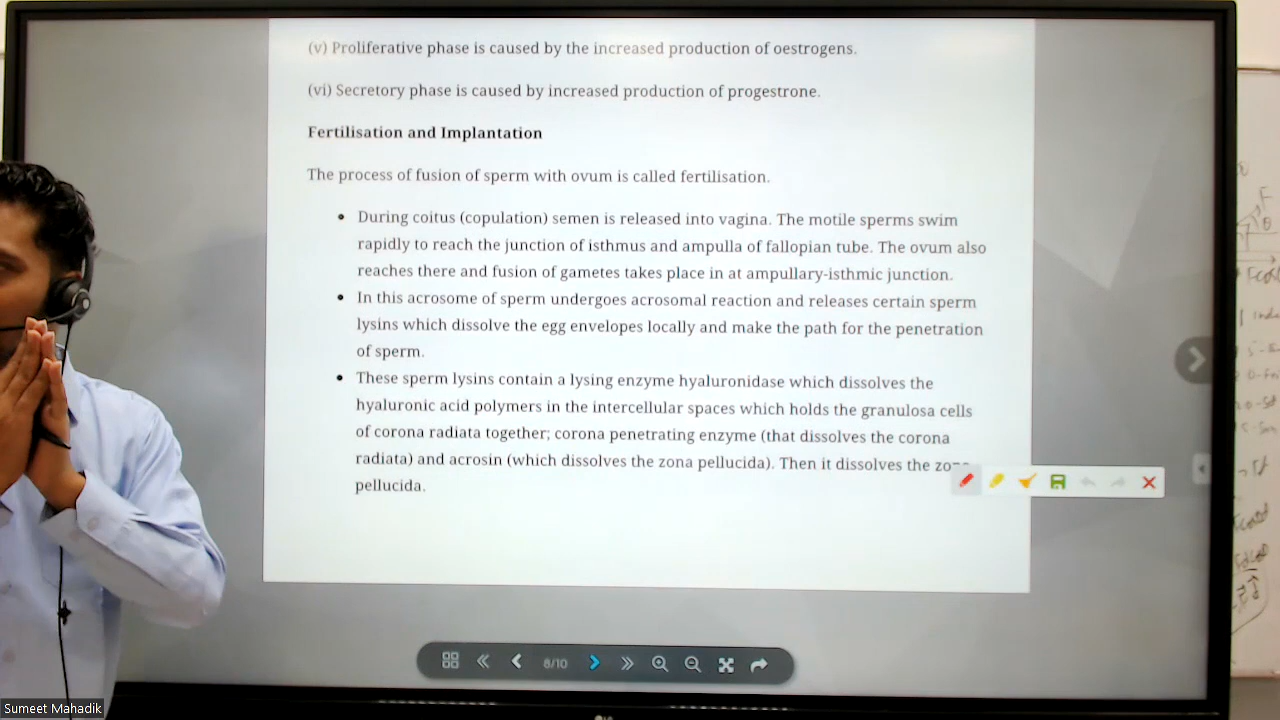 (v) Proliferative phase is caused by the increased production of oestrogens.
(vi) Secretory phase is caused by increased production of progestrone.
Fertilisation and Implantation
The process of fusion of sperm with ovum is called fertilisation.
• During coitus (copulation) semen is released into vagina. The motile sperms swim
rapidly to reach the junction of isthmus and ampulla of fallopian tube. The ovum also
reaches there and fusion of gametes takes place in at ampullary-isthmic junction.
• In this acrosome of sperm undergoes acrosomal reaction and releases certain sperm
lysins which dissolve the egg envelopes locally and make the path for the penetration
of sperm.
• These sperm lysins contain a lysing enzyme hyaluronidase which dissolves the
hyaluronic acid polymers in the intercellular spaces which holds the granulosa cells
of corona radiata together; corona penetrating enzyme (that dissolves the corona
radiata) and acrosin (which dissolves the zona pellucida). Then it dissolves the
pellucida.
8/10
Sumeet Mahadik
LG